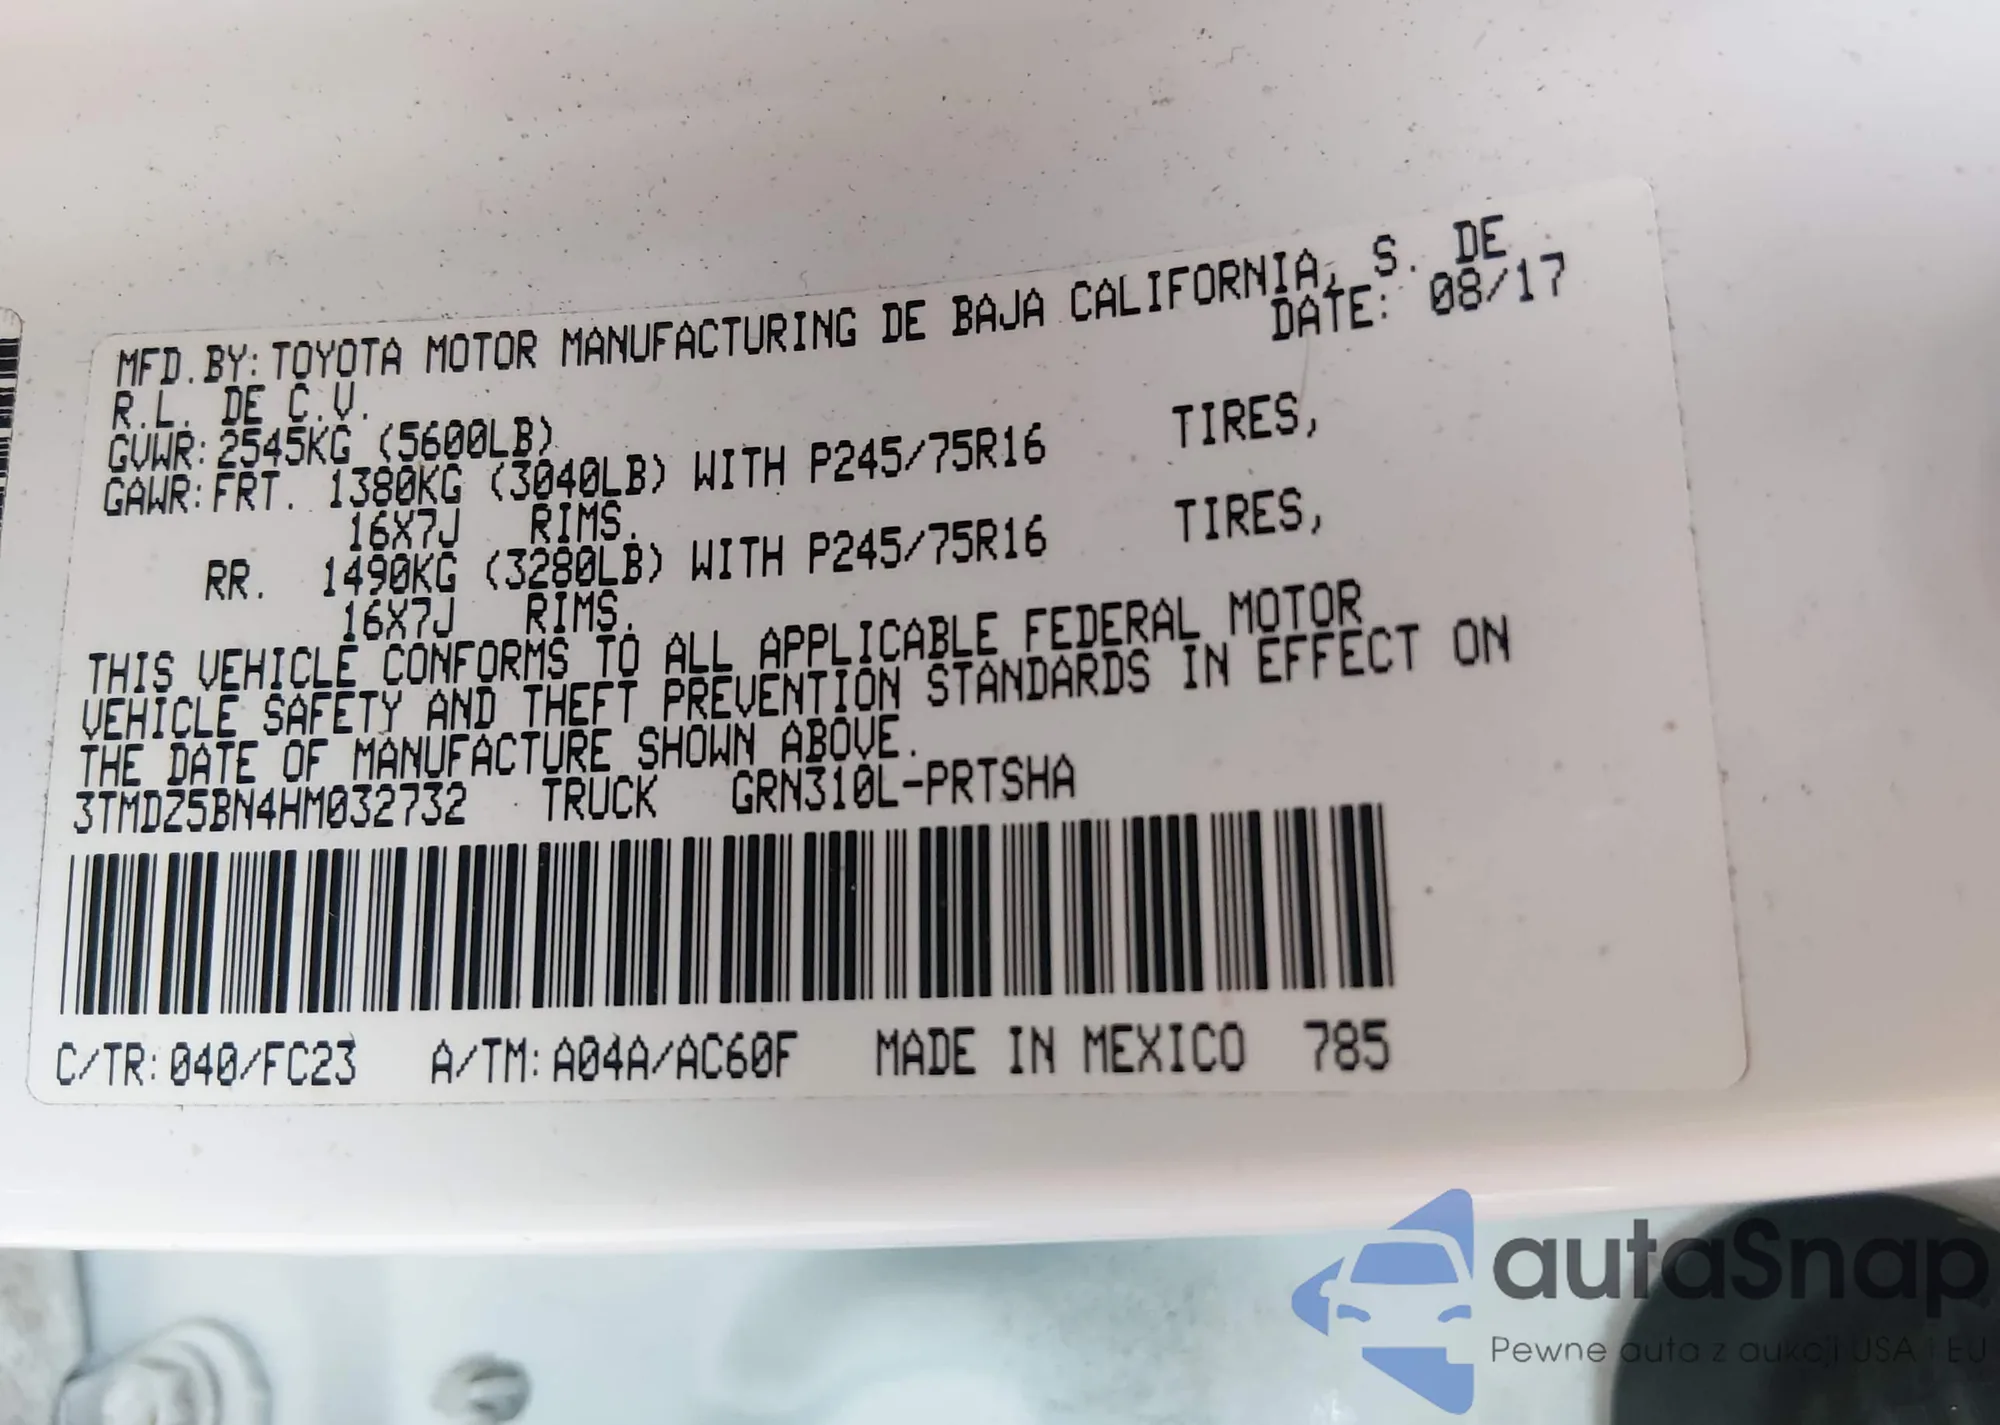 MFD.BY:TOYOTA MOTOR MANUFACTURING DE BAJA CALIFORNIA, S. DE
R.L. DE C.V. DATE: 08/17
GVWR:2545KG (5600LB)
GAWR:FRT. 1380KG (3040LB) WITH P245/75R16 TIRES,
16X7J RIMS.
RR. 1490KG (3280LB) WITH P245/75R16 TIRES,
16X7J RIMS.
THIS VEHICLE CONFORMS TO ALL APPLICABLE FEDERAL MOTOR
VEHICLE SAFETY AND THEFT PREVENTION STANDARDS IN EFFECT ON
THE DATE OF MANUFACTURE SHOWN ABOVE.
3TMDZ5BN4HM032732 TRUCK GRN310L-PRTSHA
C/TR:040/FC23 A/TM:A04A/AC60F MADE IN MEXICO 785
autaSnap
Pewne auta z aukcji USA i EU